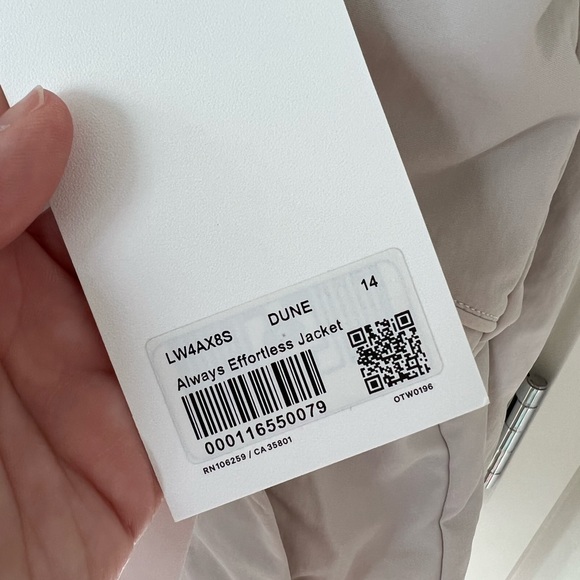 LW4AX8S DUNE 14
Always Effortless Jacket
000116550079
OTW0196
RN106259 / CA35801